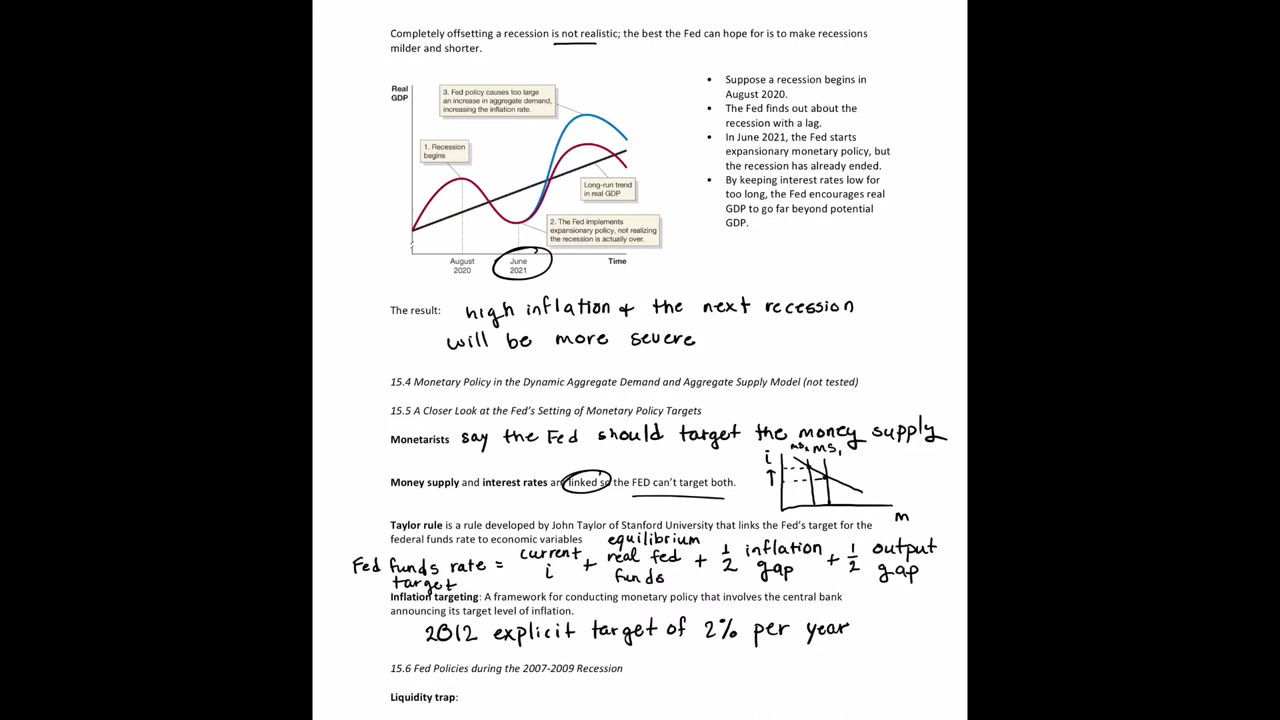 Completely offsetting a recession is not realistic; the best the Fed can hope for is to make recessions
milder and shorter.
Real
GDP
3. Fed policy causes too large
an increase in aggregate demand,
increasing the inflation rate.
1. Recession
begins
Long-run trend
in real GDP
2. The Fed implements
expansionary policy, not realizing
the recession is actually over.
August
2020
June
2021
Time
• Suppose a recession begins in
August 2020.
• The Fed finds out about the
recession with a lag.
• In June 2021, the Fed starts
expansionary monetary policy, but
the recession has already ended.
• By keeping interest rates low for
too long, the Fed encourages real
GDP to go far beyond potential
GDP.
The result: high inflation + the next recession
will be more severe
15.4 Monetary Policy in the Dynamic Aggregate Demand and Aggregate Supply Model (not tested)
15.5 A Closer Look at the Fed's Setting of Monetary Policy Targets
Monetarists say the Fed should target the money supply
i ↑ MS₂ MS₁
m
Money supply and interest rates are linked so the FED can't target both.
Taylor rule is a rule developed by John Taylor of Stanford University that links the Fed's target for the
federal funds rate to economic variables
Fed funds rate target = current i + equilibrium real fed funds + 1/2 inflation gap + 1/2 output gap
Inflation targeting: A framework for conducting monetary policy that involves the central bank
announcing its target level of inflation.
2012 explicit target of 2% per year
15.6 Fed Policies during the 2007-2009 Recession
Liquidity trap: